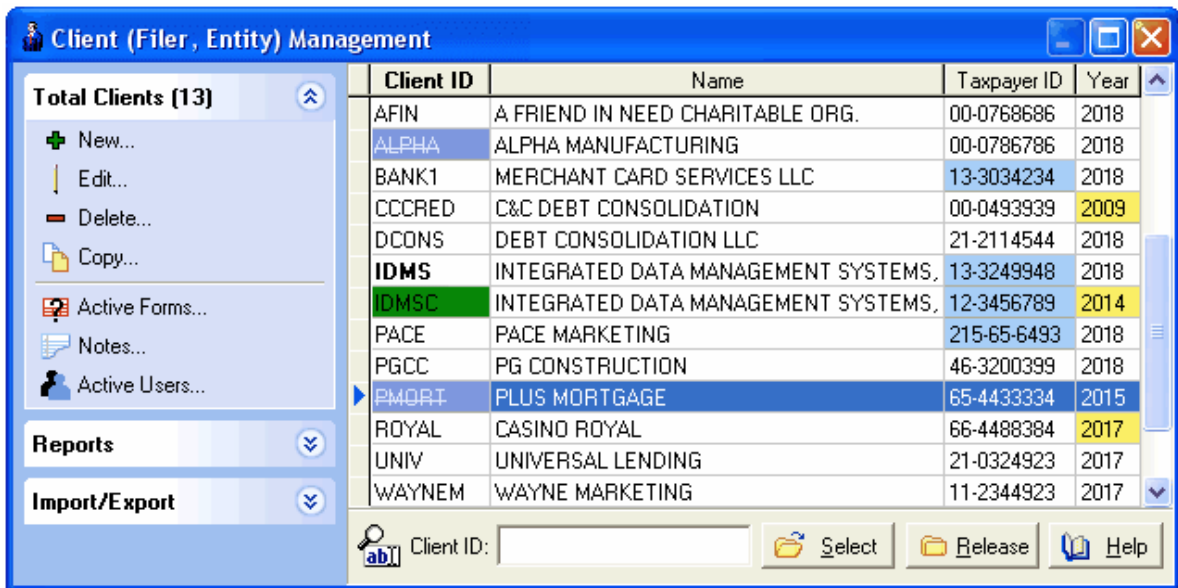 Client (Filer, Entity) Management
Total Clients (13)
New...
Edit...
Delete...
Copy...
Active Forms...
Notes...
Active Users...
Reports
Import/Export
Client ID Name Taxpayer ID Year
AFIN A FRIEND IN NEED CHARITABLE ORG. 00-0768686 2018
ALPHA ALPHA MANUFACTURING 00-0786786 2018
BANK1 MERCHANT CARD SERVICES LLC 13-3034234 2018
CCCRED C&C DEBT CONSOLIDATION 00-0493939 2009
DCONS DEBT CONSOLIDATION LLC 21-2114544 2018
IDMS INTEGRATED DATA MANAGEMENT SYSTEMS, 13-3249948 2018
IDMSC INTEGRATED DATA MANAGEMENT SYSTEMS, 12-3456789 2014
PACE PACE MARKETING 215-65-6493 2018
PGCC PG CONSTRUCTION 46-3200399 2018
PMORT PLUS MORTGAGE 65-4433334 2015
ROYAL CASINO ROYAL 66-4488384 2017
UNIV UNIVERSAL LENDING 21-0324923 2017
WAYNEM WAYNE MARKETING 11-2344923 2017
ab Client ID: Select Release Help